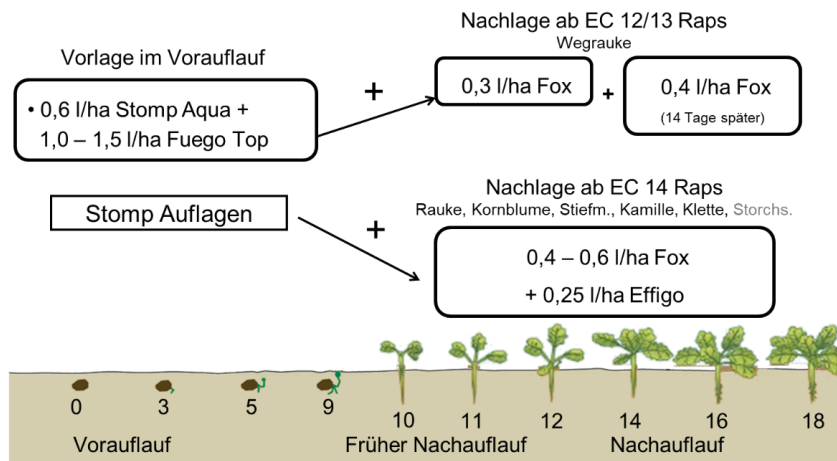 Nachlage ab EC 12/13 Raps
Wegrauke
Vorlage im Vorauflauf
+
0,3 l/ha Fox
+
0,4 l/ha Fox
(14 Tage später)
• 0,6 l/ha Stomp Aqua +
1,0 – 1,5 l/ha Fuego Top
Nachlage ab EC 14 Raps
Rauke, Kornblume, Stiefm., Kamille, Klette, Storchs.
Stomp Auflagen
+
0,4 – 0,6 l/ha Fox
+ 0,25 l/ha Effigo
0 3 5 9 10 11 12 14 16 18
Vorauflauf Früher Nachauflauf Nachauflauf